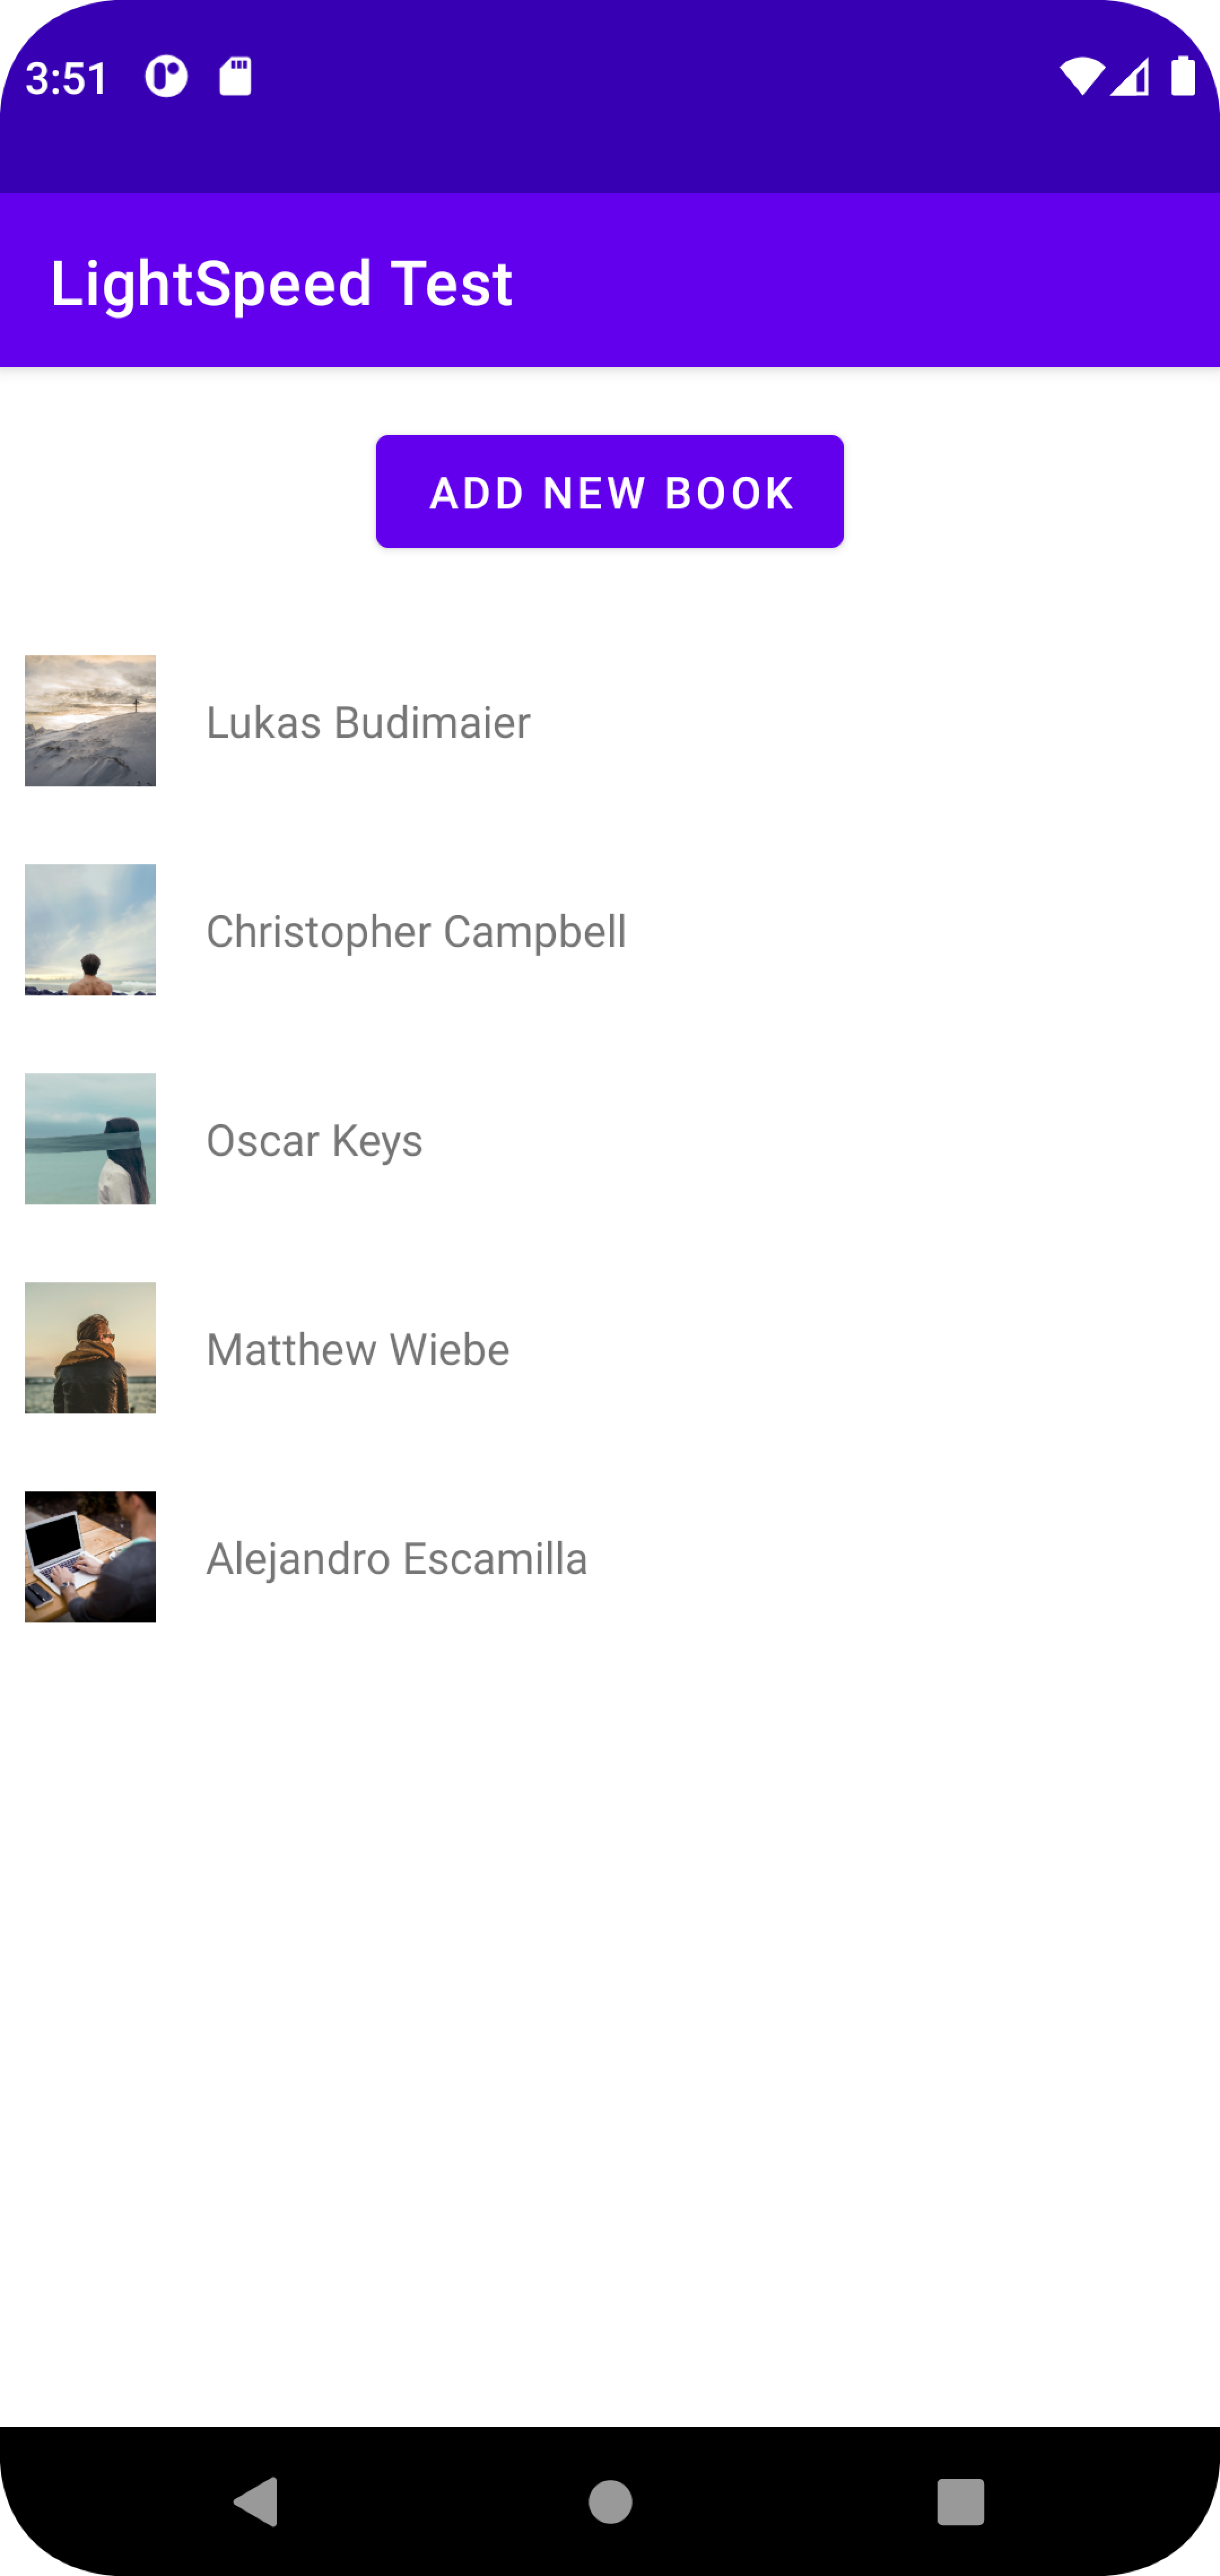 3:51
LightSpeed Test
ADD NEW BOOK
Lukas Budimaier
Christopher Campbell
Oscar Keys
Matthew Wiebe
Alejandro Escamilla